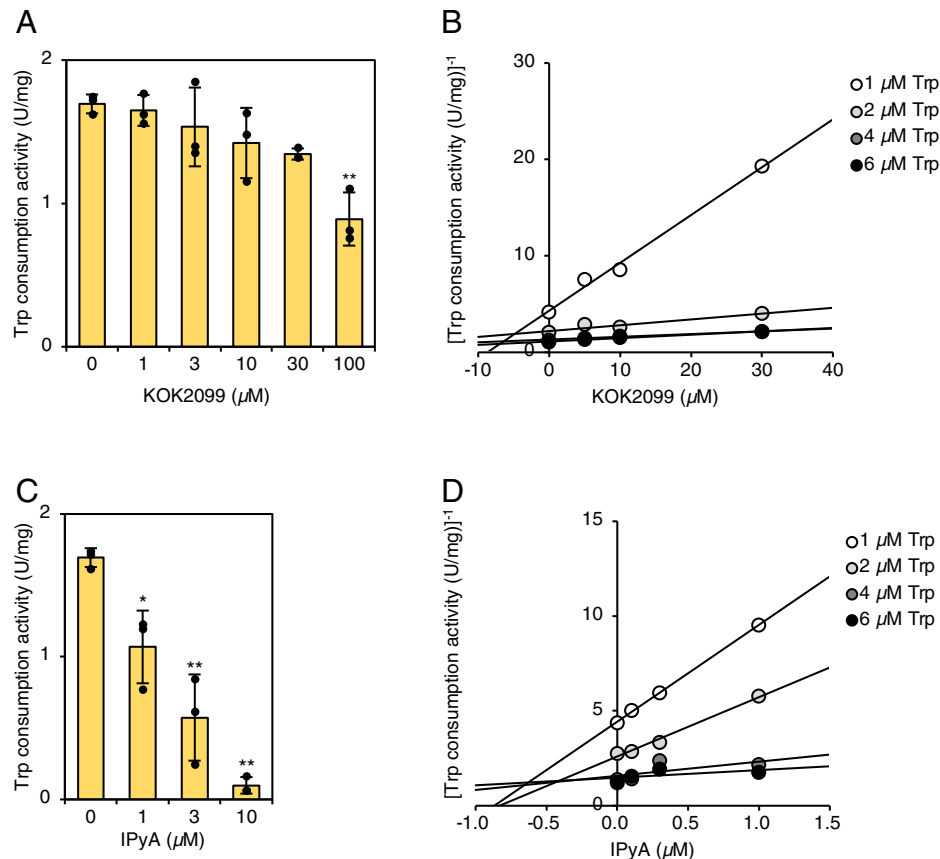 A
Trp consumption activity (U/mg)
2
1
0
**
0 1 3 10 30 100
KOK2099 (µM)
B
[Trp consumption activity (U/mg)]⁻¹
30
20
10
0
-10 0 10 20 30 40
KOK2099 (µM)
1 µM Trp
2 µM Trp
4 µM Trp
6 µM Trp
C
Trp consumption activity (U/mg)
2
1
0
*
**
**
0 1 3 10
IPyA (µM)
D
[Trp consumption activity (U/mg)]⁻¹
15
10
5
0
-1.0 -0.5 0.0 0.5 1.0 1.5
IPyA (µM)
1 µM Trp
2 µM Trp
4 µM Trp
6 µM Trp